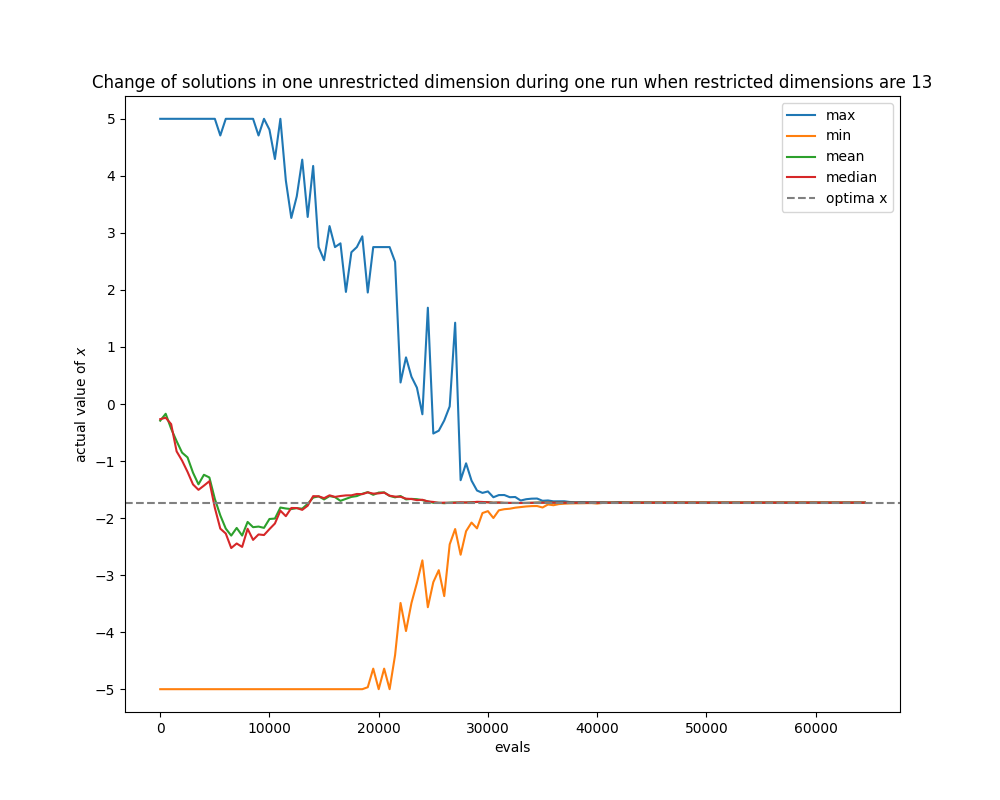 Change of solutions in one unrestricted dimension during one run when restricted dimensions are 13
max
min
mean
median
optima x
5
4
3
2
1
0
−1
−2
−3
−4
−5
actual value of x
0 10000 20000 30000 40000 50000 60000
evals